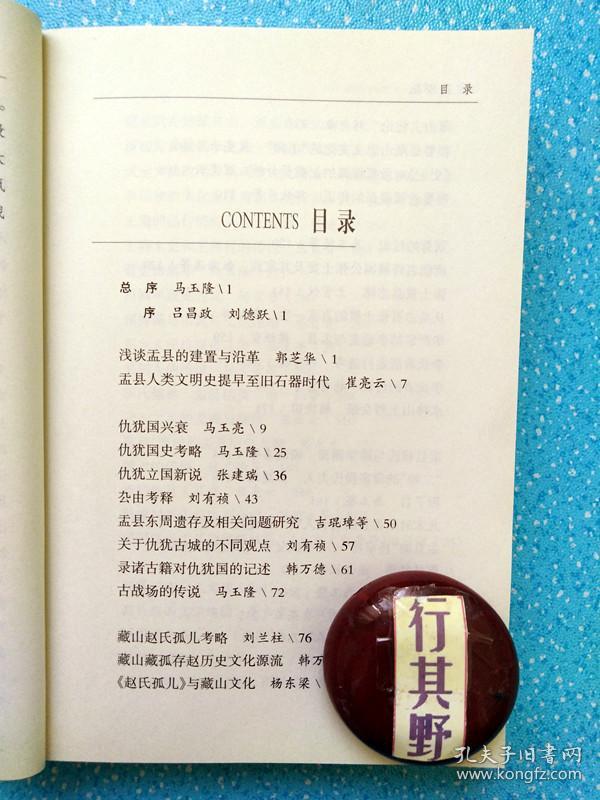 目 录
CONTENTS 目录
总 序 马玉隆\1
序 吕昌政 刘德跃\1
浅谈盂县的建置与沿革 郭芝华\1
盂县人类文明史提早至旧石器时代 崔亮云\7
仇犹国兴衰 马玉亮\9
仇犹国史考略 马玉隆\25
仇犹立国新说 张建瑞\36
厹由考释 刘有祯\43
盂县东周遗存及相关问题研究 吉琨璋等\50
关于仇犹古城的不同观点 刘有祯\57
录诸古籍对仇犹国的记述 韩万德\61
古战场的传说 马玉隆\72
藏山赵氏孤儿考略 刘兰柱\76
藏山藏孤存赵历史文化源流 韩万
《赵氏孤儿》与藏山文化 杨东梁\
行其野
孔夫子旧书网
www.kongfz.com